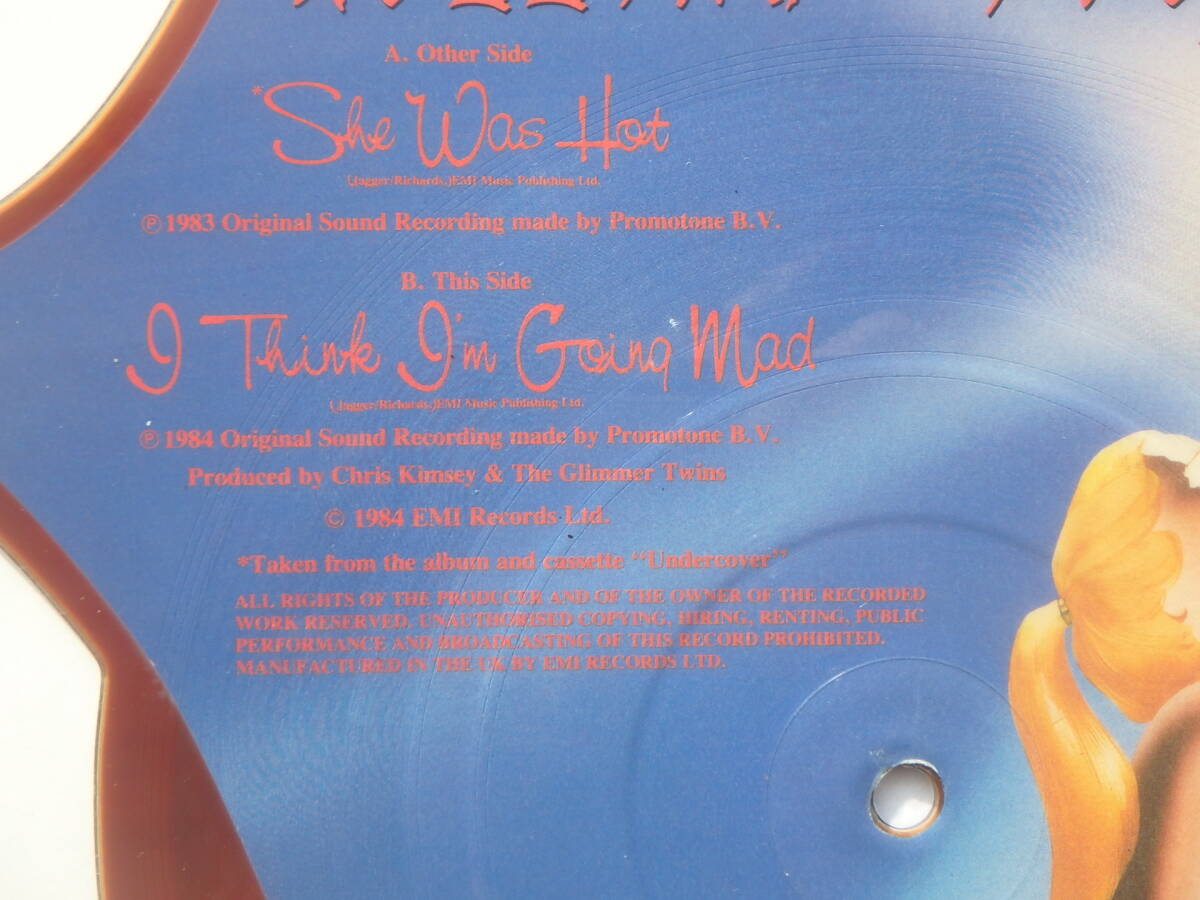 A. Other Side
*She Was Hot
(Jagger/Richards,)EMI Music Publishing Ltd.
℗ 1983 Original Sound Recording made by Promotone B.V.
B. This Side
I Think I'm Going Mad
(Jagger/Richards,)EMI Music Publishing Ltd.
℗ 1984 Original Sound Recording made by Promotone B.V.
Produced by Chris Kimsey & The Glimmer Twins
© 1984 EMI Records Ltd.
*Taken from the album and cassette "Undercover"
ALL RIGHTS OF THE PRODUCER AND OF THE OWNER OF THE RECORDED
WORK RESERVED. UNAUTHORISED COPYING, HIRING, RENTING, PUBLIC
PERFORMANCE AND BROADCASTING OF THIS RECORD PROHIBITED.
MANUFACTURED IN THE UK BY EMI RECORDS LTD.